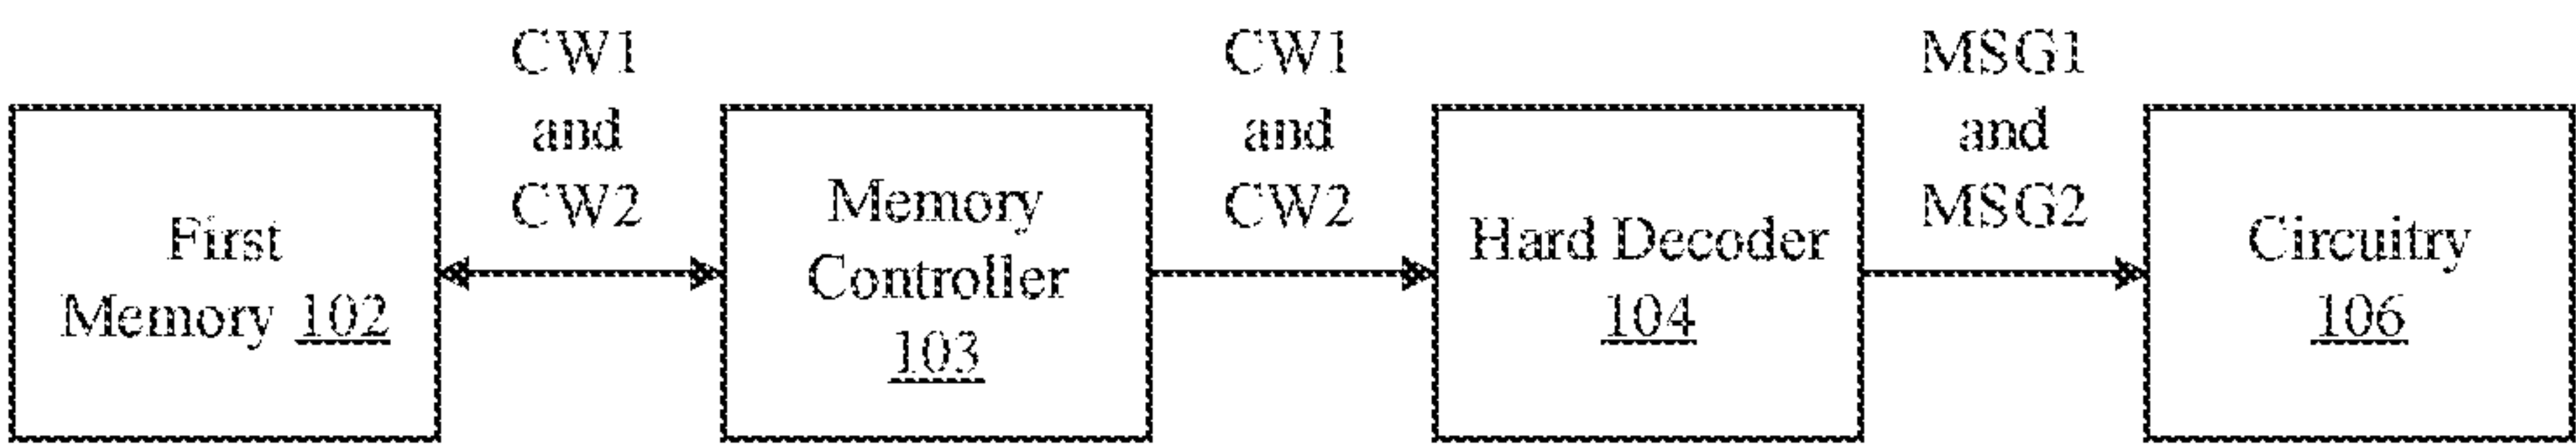 CW1
and
CW2
CW1
and
CW2
MSG1
and
MSG2
First
Memory 102
Memory
Controller
103
Hard Decoder
104
Circuitry
106